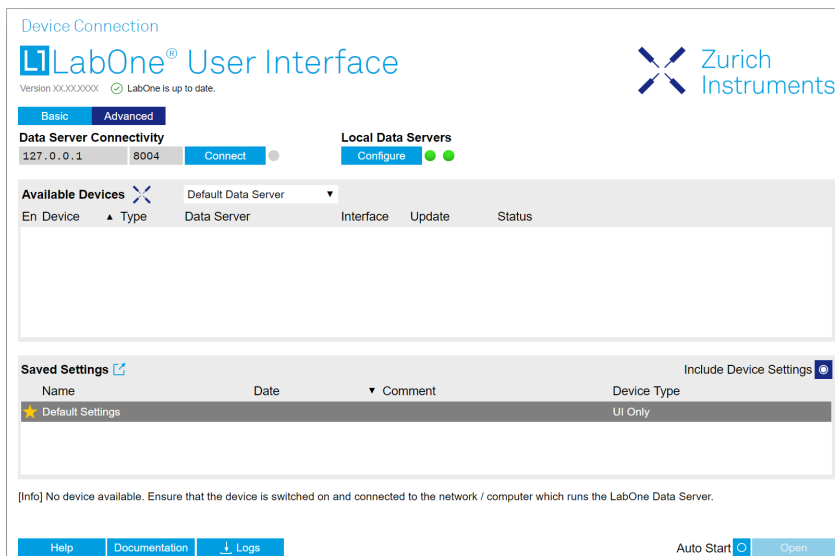 Device Connection
L1 LabOne® User Interface
Zurich
Instruments
Version XX.XX.XXXX LabOne is up to date.
Basic Advanced
Data Server Connectivity Local Data Servers
127.0.0.1 8004 Connect Configure
Available Devices Default Data Server ▼
En Device ▲ Type Data Server Interface Update Status
Saved Settings Include Device Settings
Name Date ▼ Comment Device Type
Default Settings UI Only
[Info] No device available. Ensure that the device is switched on and connected to the network / computer which runs the LabOne Data Server.
Help Documentation Logs Auto Start Open